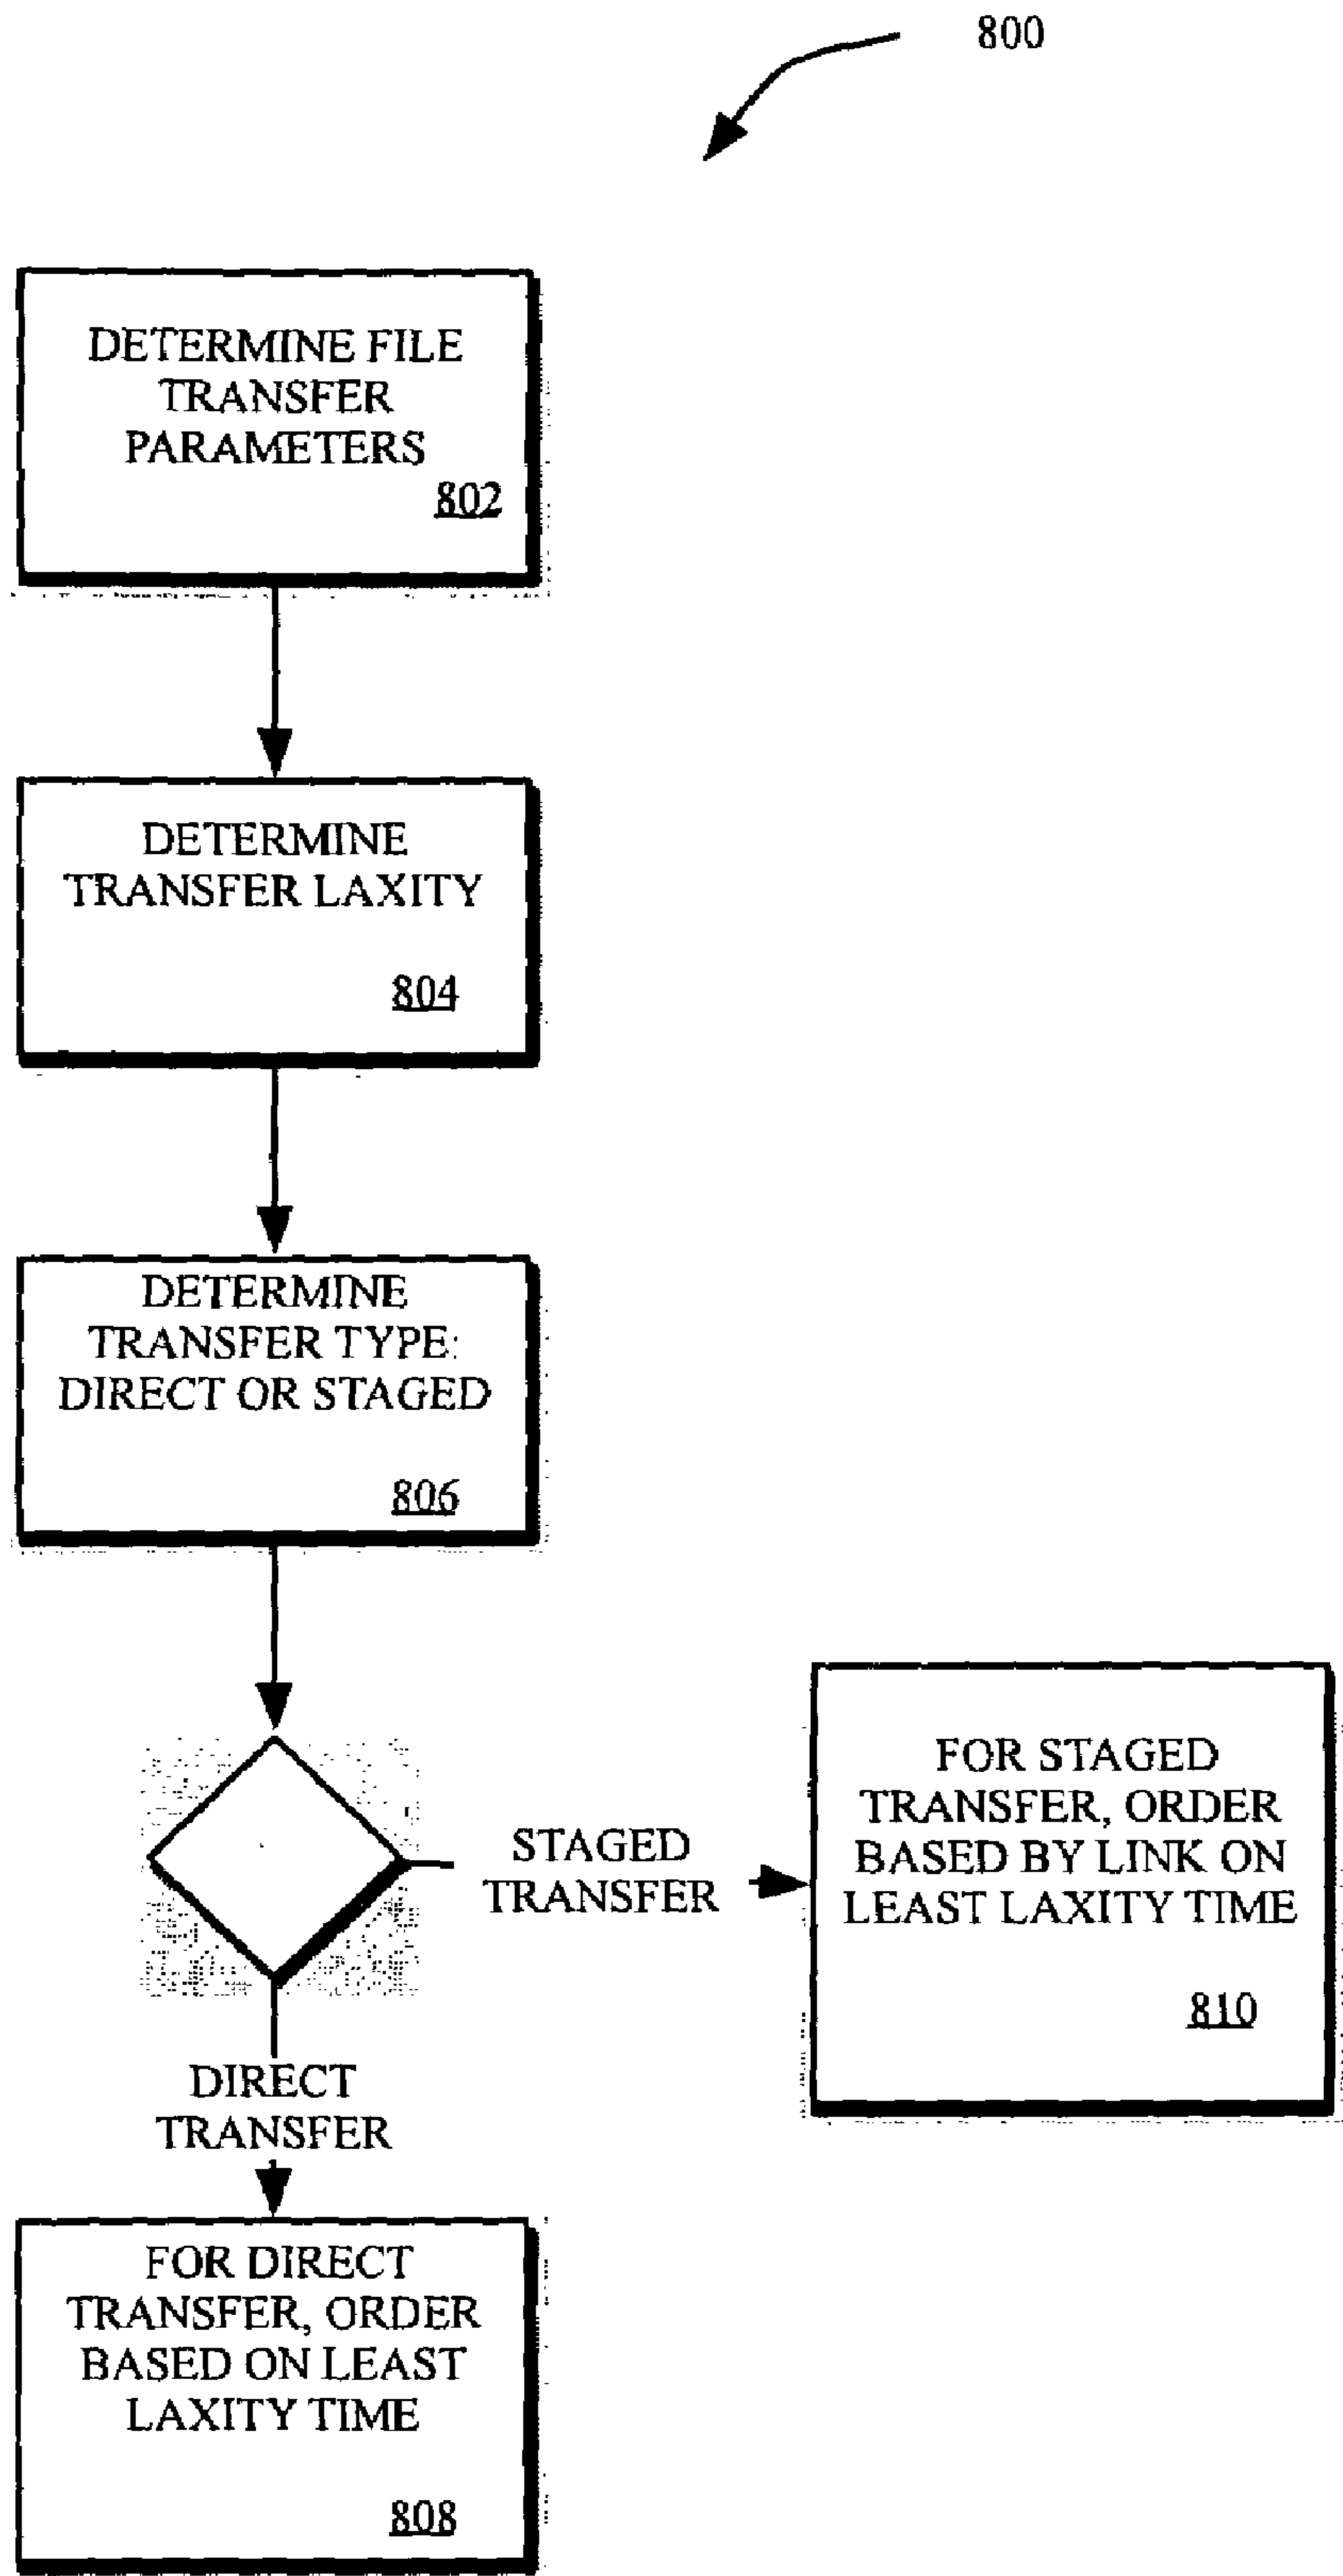 800
DETERMINE FILE
TRANSFER
PARAMETERS
802
DETERMINE
TRANSFER LAXITY
804
DETERMINE
TRANSFER TYPE:
DIRECT OR STAGED
806
STAGED
TRANSFER
FOR STAGED
TRANSFER, ORDER
BASED BY LINK ON
LEAST LAXITY TIME
810
DIRECT
TRANSFER
FOR DIRECT
TRANSFER, ORDER
BASED ON LEAST
LAXITY TIME
808